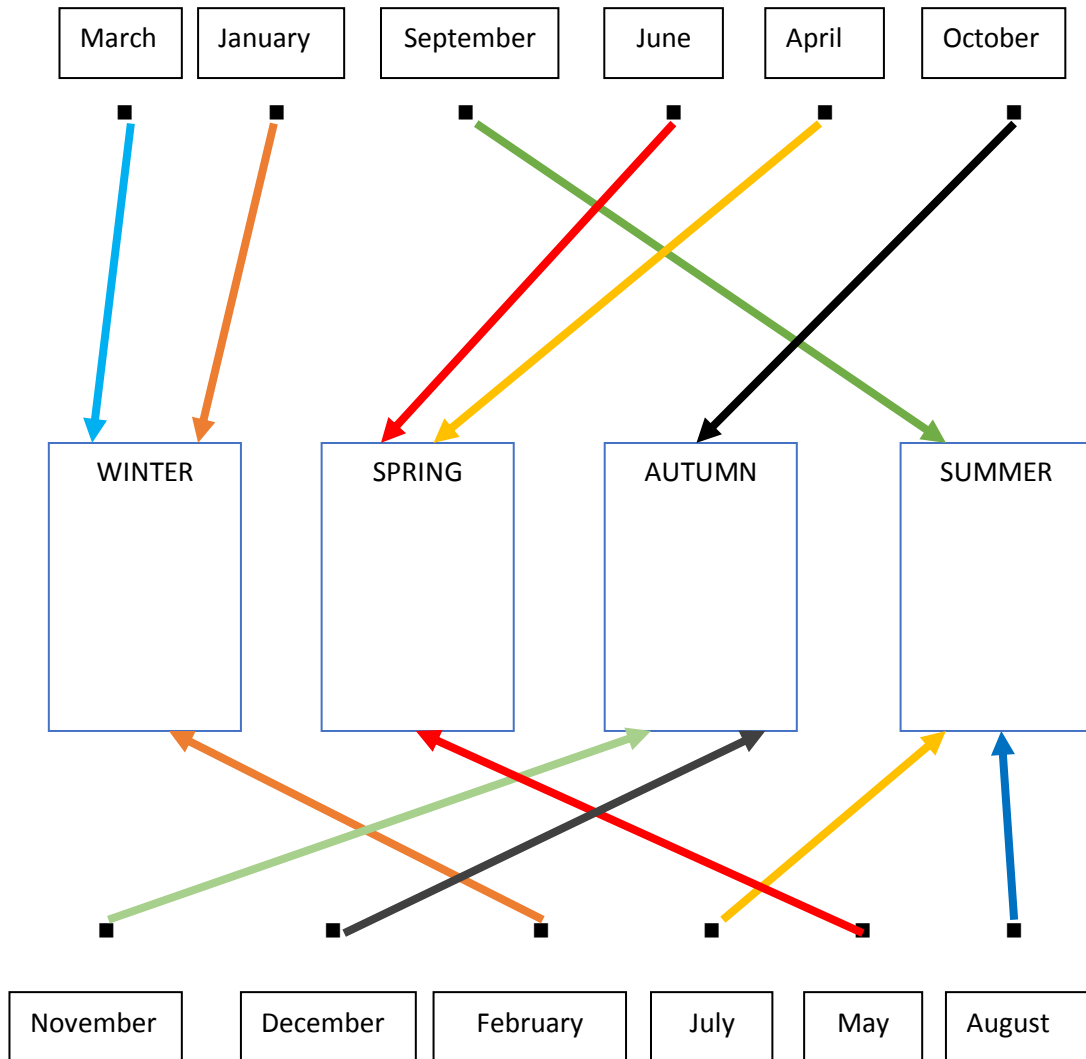 March
January
September
June
April
October
WINTER
SPRING
AUTUMN
SUMMER
November
December
February
July
May
August